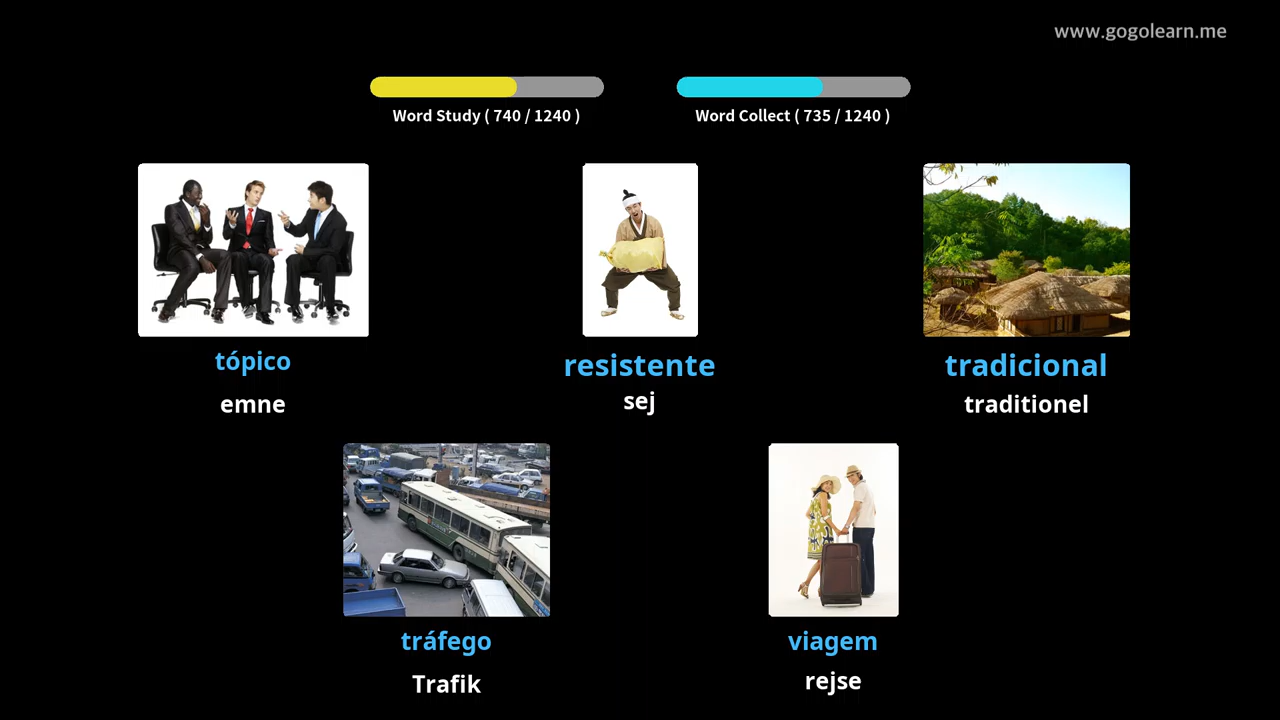 www.gogolearn.me
Word Study ( 740 / 1240 )
Word Collect ( 735 / 1240 )
tópico
emne
resistente
sej
tradicional
traditionel
tráfego
Trafik
viagem
rejse